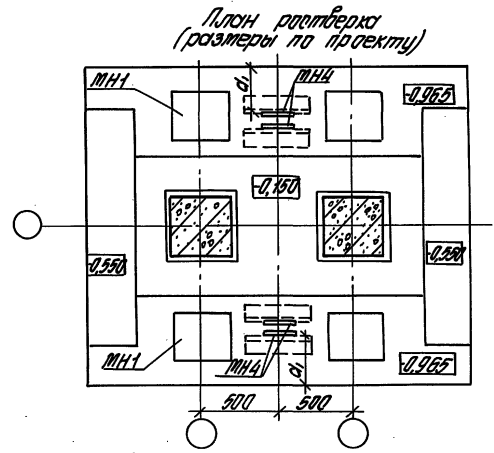 План ростверка
(размеры по проекту)
МН1
d₁
МН4
-0,965
-0,150
-0,550
-0,550
МН1
МН4
d₁
-0,965
500
500